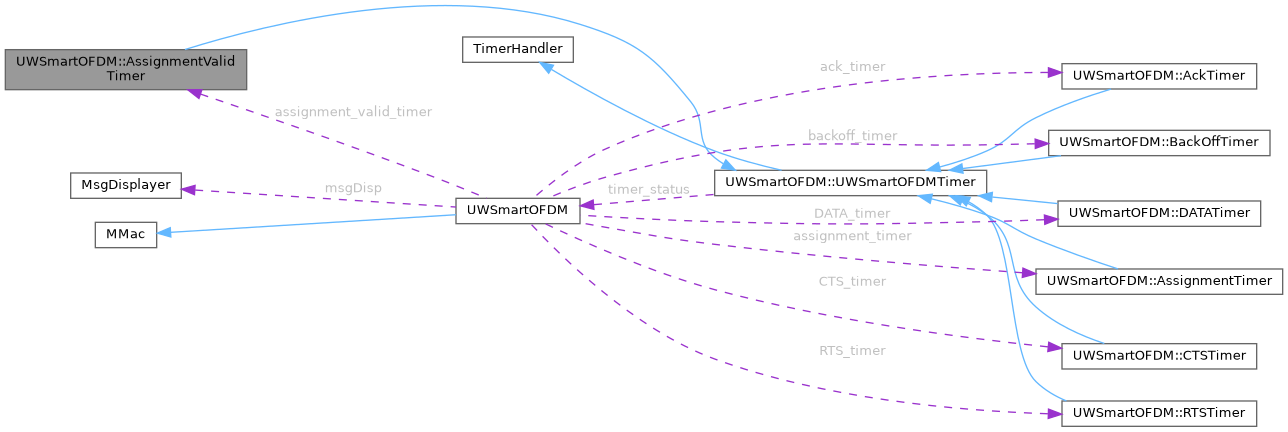 UWSmartOFDM::AssignmentValid
Timer
TimerHandler
ack_timer
UWSmartOFDM::AckTimer
assignment_valid_timer
backoff_timer
UWSmartOFDM::BackOffTimer
MsgDisplayer
msgDisp
timer_status
UWSmartOFDM::UWSmartOFDMTimer
UWSmartOFDM
DATA_timer
UWSmartOFDM::DATATimer
MMac
assignment_timer
UWSmartOFDM::AssignmentTimer
CTS_timer
UWSmartOFDM::CTSTimer
RTS_timer
UWSmartOFDM::RTSTimer